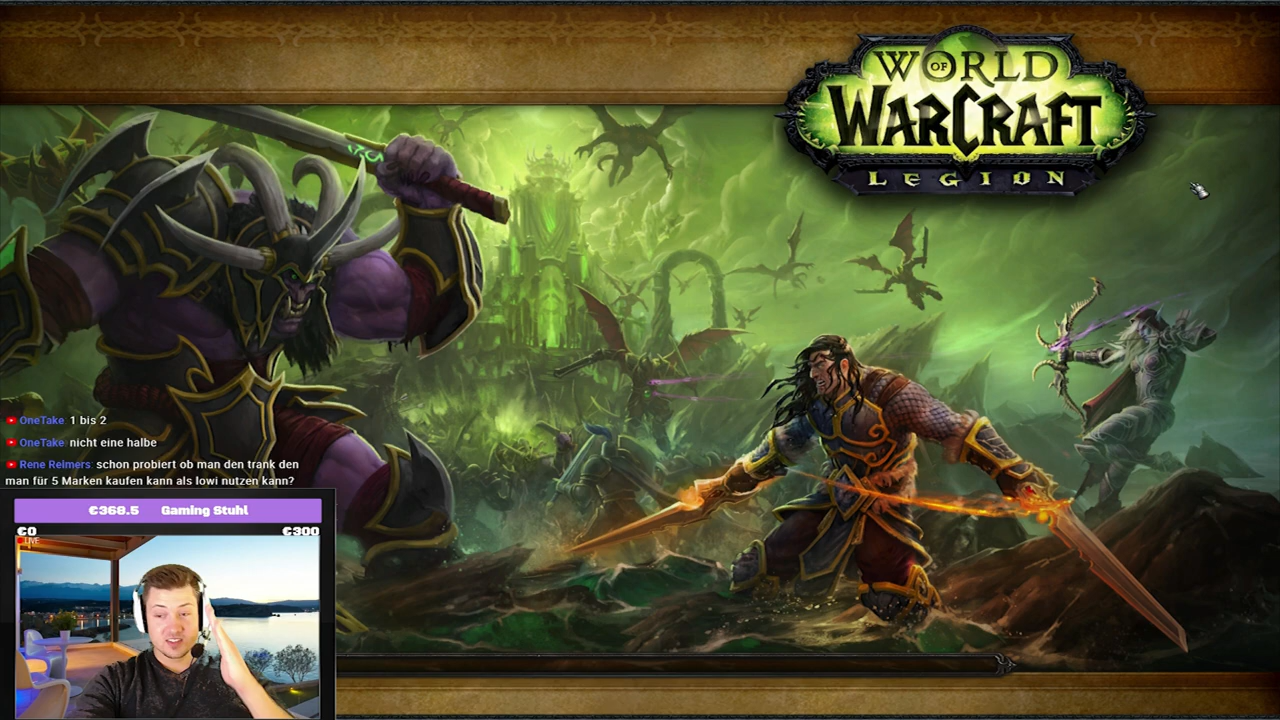 WORLD OF
WARCRAFT
LEGION
OneTake: 1 bis 2
OneTake: nicht eine halbe
Rene Reimers: schon probiert ob man den trank den
man für 5 Marken kaufen kann als lowi nutzen kann?
€368.5 Gaming Stuhl
€0 €300
LIVE